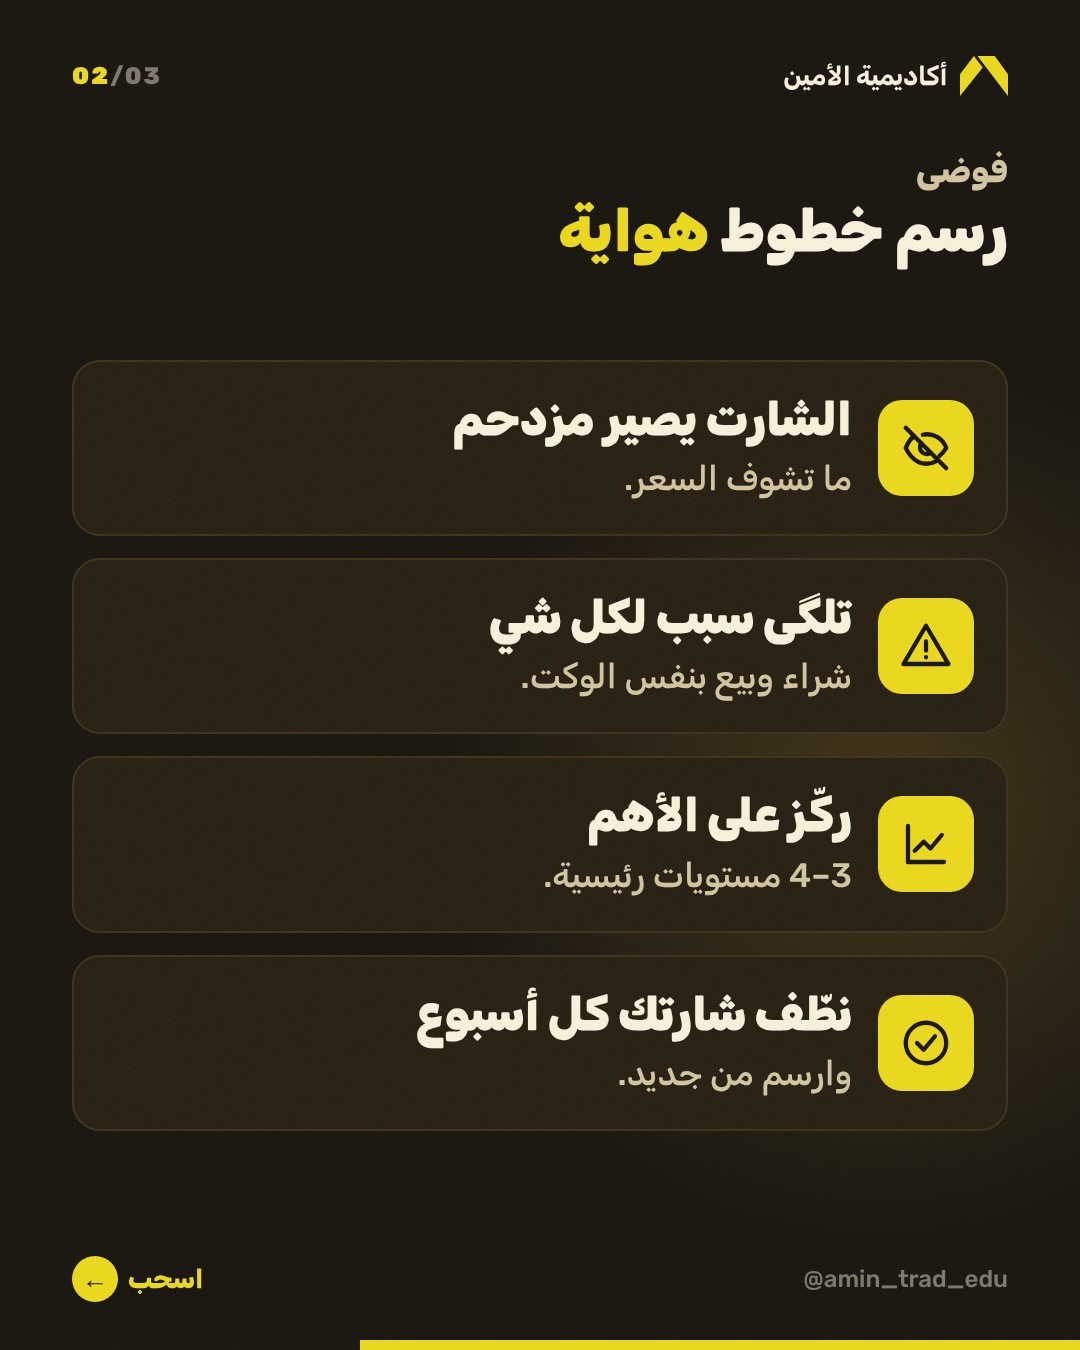 أكاديمية الأمين
02/03
فوضى
رسم خطوط هواية
الشارت يصير مزدحم
ما تشوف السعر.
تلگى سبب لكل شي
شراء وبيع بنفس الوكت.
ركّز على الأهم
3–4 مستويات رئيسية.
نظّف شارتك كل أسبوع
وارسم من جديد.
@amin_trad_edu
اسحب ←